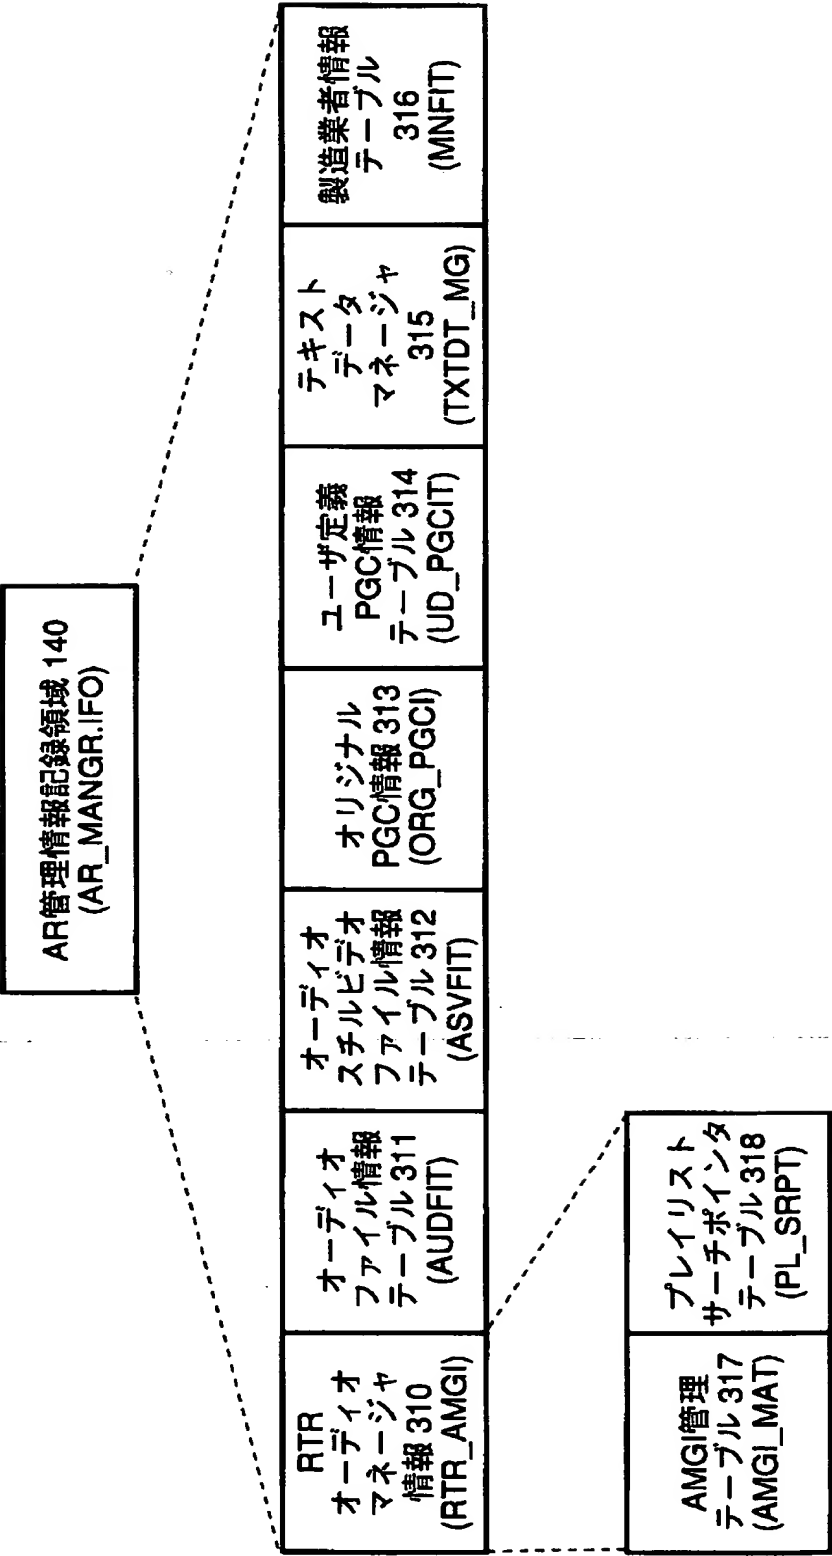 AR管理情報記録領域 140
(AR_MANGR.IFO)
RTR
オーディオ
マネージャ
情報 310
(RTR_AMGI)
オーディオ
ファイル情報
テーブル 311
(AUDFIT)
オーディオ
スチルビデオ
ファイル情報
テーブル 312
(ASVFIT)
オリジナル
PGC情報 313
(ORG_PGCI)
ユーザ定義
PGC情報
テーブル 314
(UD_PGCIT)
テキスト
データ
マネージャ
315
(TXTDT_MG)
製造業者情報
テーブル
316
(MNFIT)
AMGI管理
テーブル 317
(AMGI_MAT)
プレイリスト
サーチポインタ
テーブル 318
(PL_SRPT)